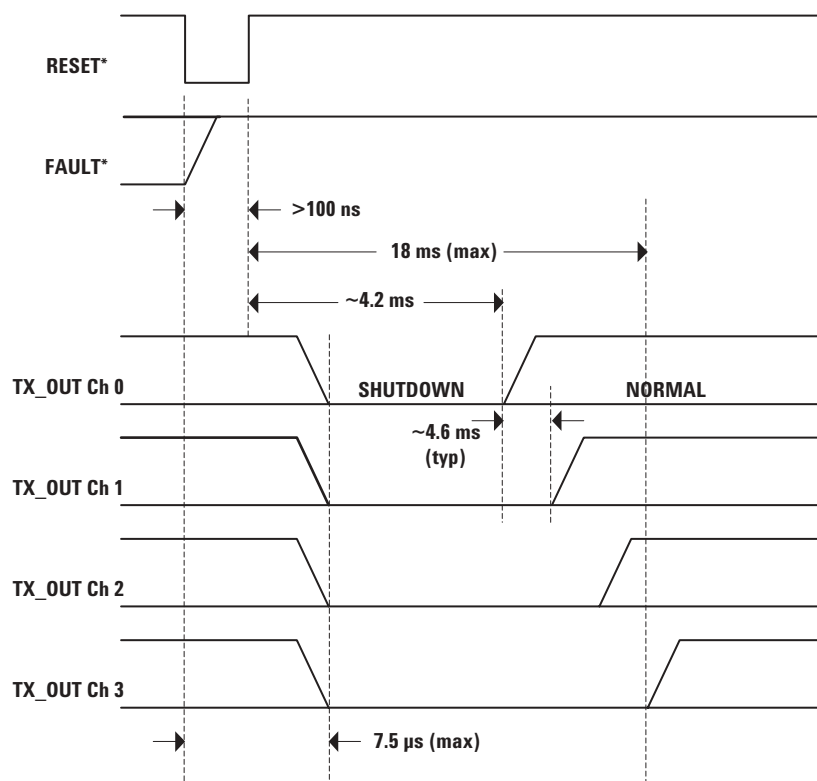 RESET*
FAULT*
>100 ns
18 ms (max)
~4.2 ms
TX_OUT Ch 0
SHUTDOWN
NORMAL
~4.6 ms
(typ)
TX_OUT Ch 1
TX_OUT Ch 2
TX_OUT Ch 3
7.5 µs (max)